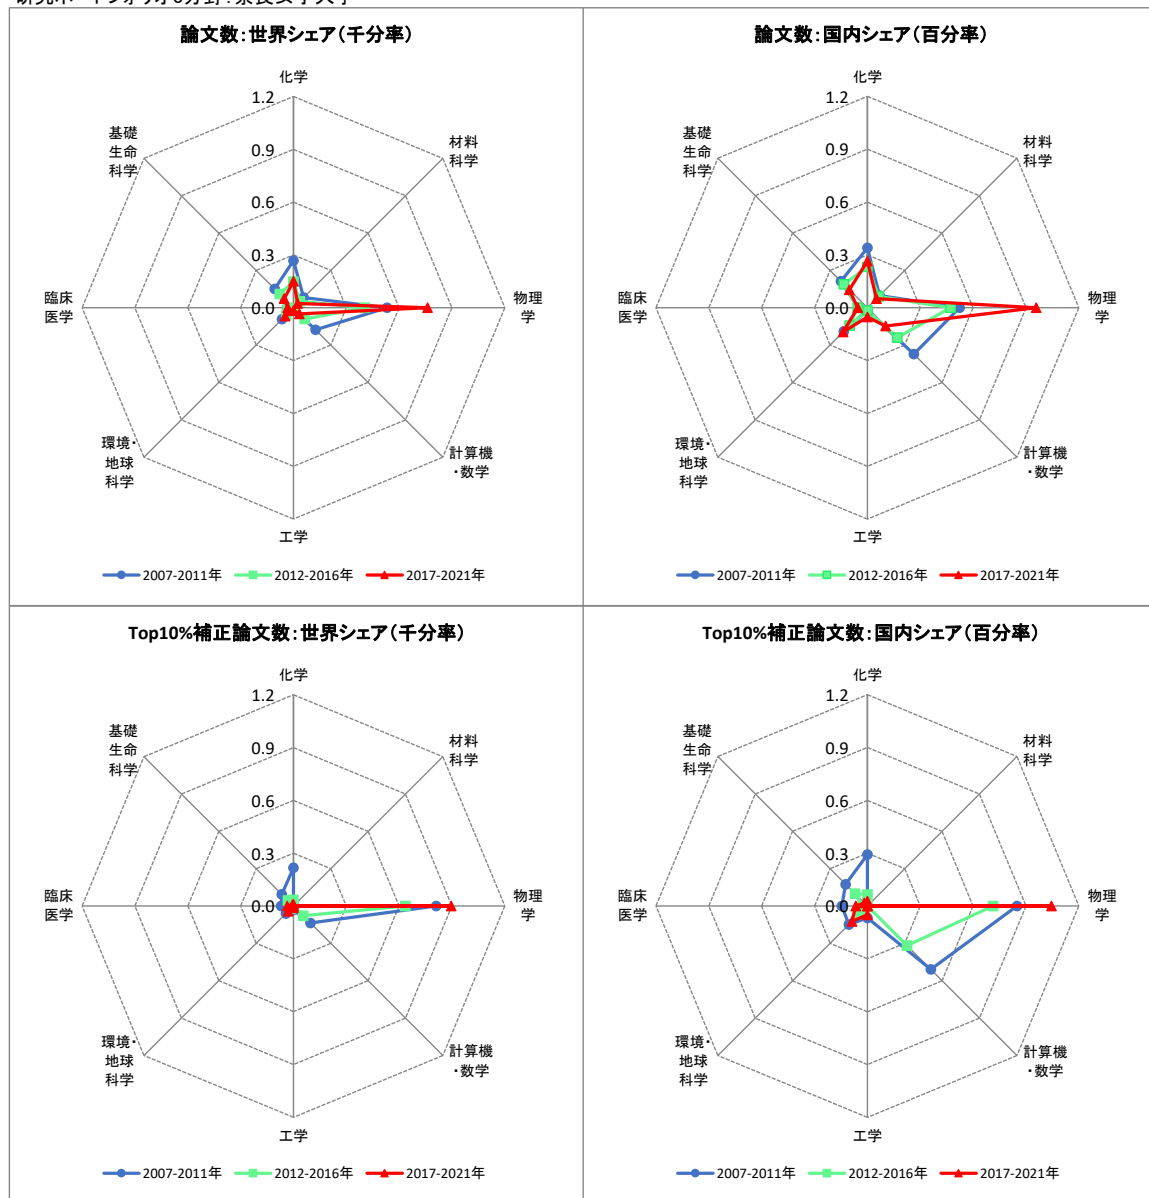 論文数:世界シェア(千分率)
化学
1.2
0.9
0.6
0.3
0.0
材料
科学
物理
学
計算機
・数学
工学
環境・
地球
科学
臨床
医学
基礎
生命
科学
2007-2011年 2012-2016年 2017-2021年
論文数:国内シェア(百分率)
化学
1.2
0.9
0.6
0.3
0.0
材料
科学
物理
学
計算機
・数学
工学
環境・
地球
科学
臨床
医学
基礎
生命
科学
2007-2011年 2012-2016年 2017-2021年
Top10%補正論文数:世界シェア(千分率)
化学
1.2
0.9
0.6
0.3
0.0
材料
科学
物理
学
計算機
・数学
工学
環境・
地球
科学
臨床
医学
基礎
生命
科学
2007-2011年 2012-2016年 2017-2021年
Top10%補正論文数:国内シェア(百分率)
化学
1.2
0.9
0.6
0.3
0.0
材料
科学
物理
学
計算機
・数学
工学
環境・
地球
科学
臨床
医学
基礎
生命
科学
2007-2011年 2012-2016年 2017-2021年